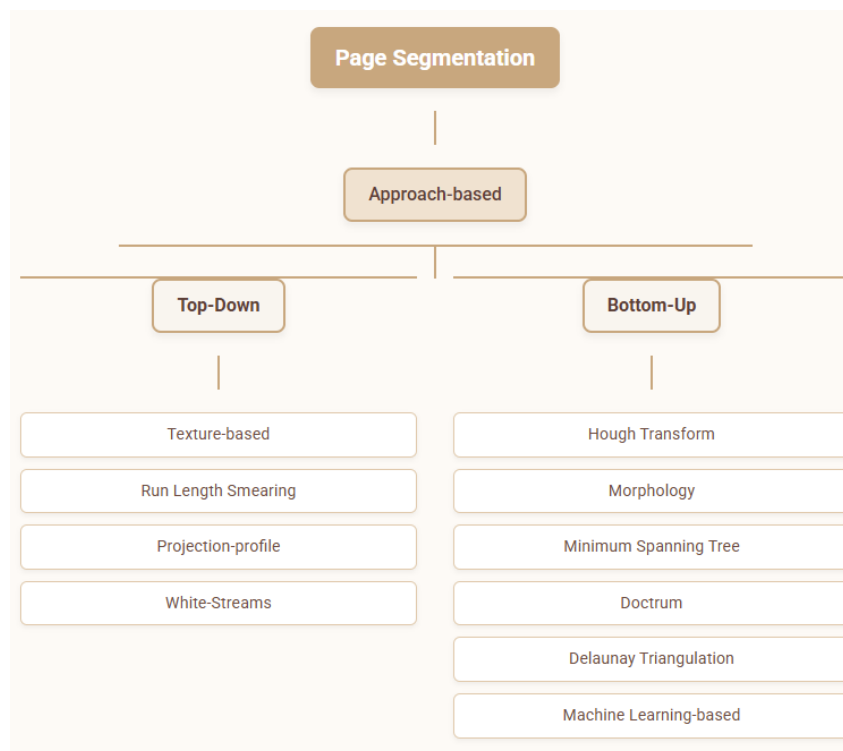 Page Segmentation
Approach-based
Top-Down
Texture-based
Run Length Smearing
Projection-profile
White-Streams
Bottom-Up
Hough Transform
Morphology
Minimum Spanning Tree
Doctrum
Delaunay Triangulation
Machine Learning-based